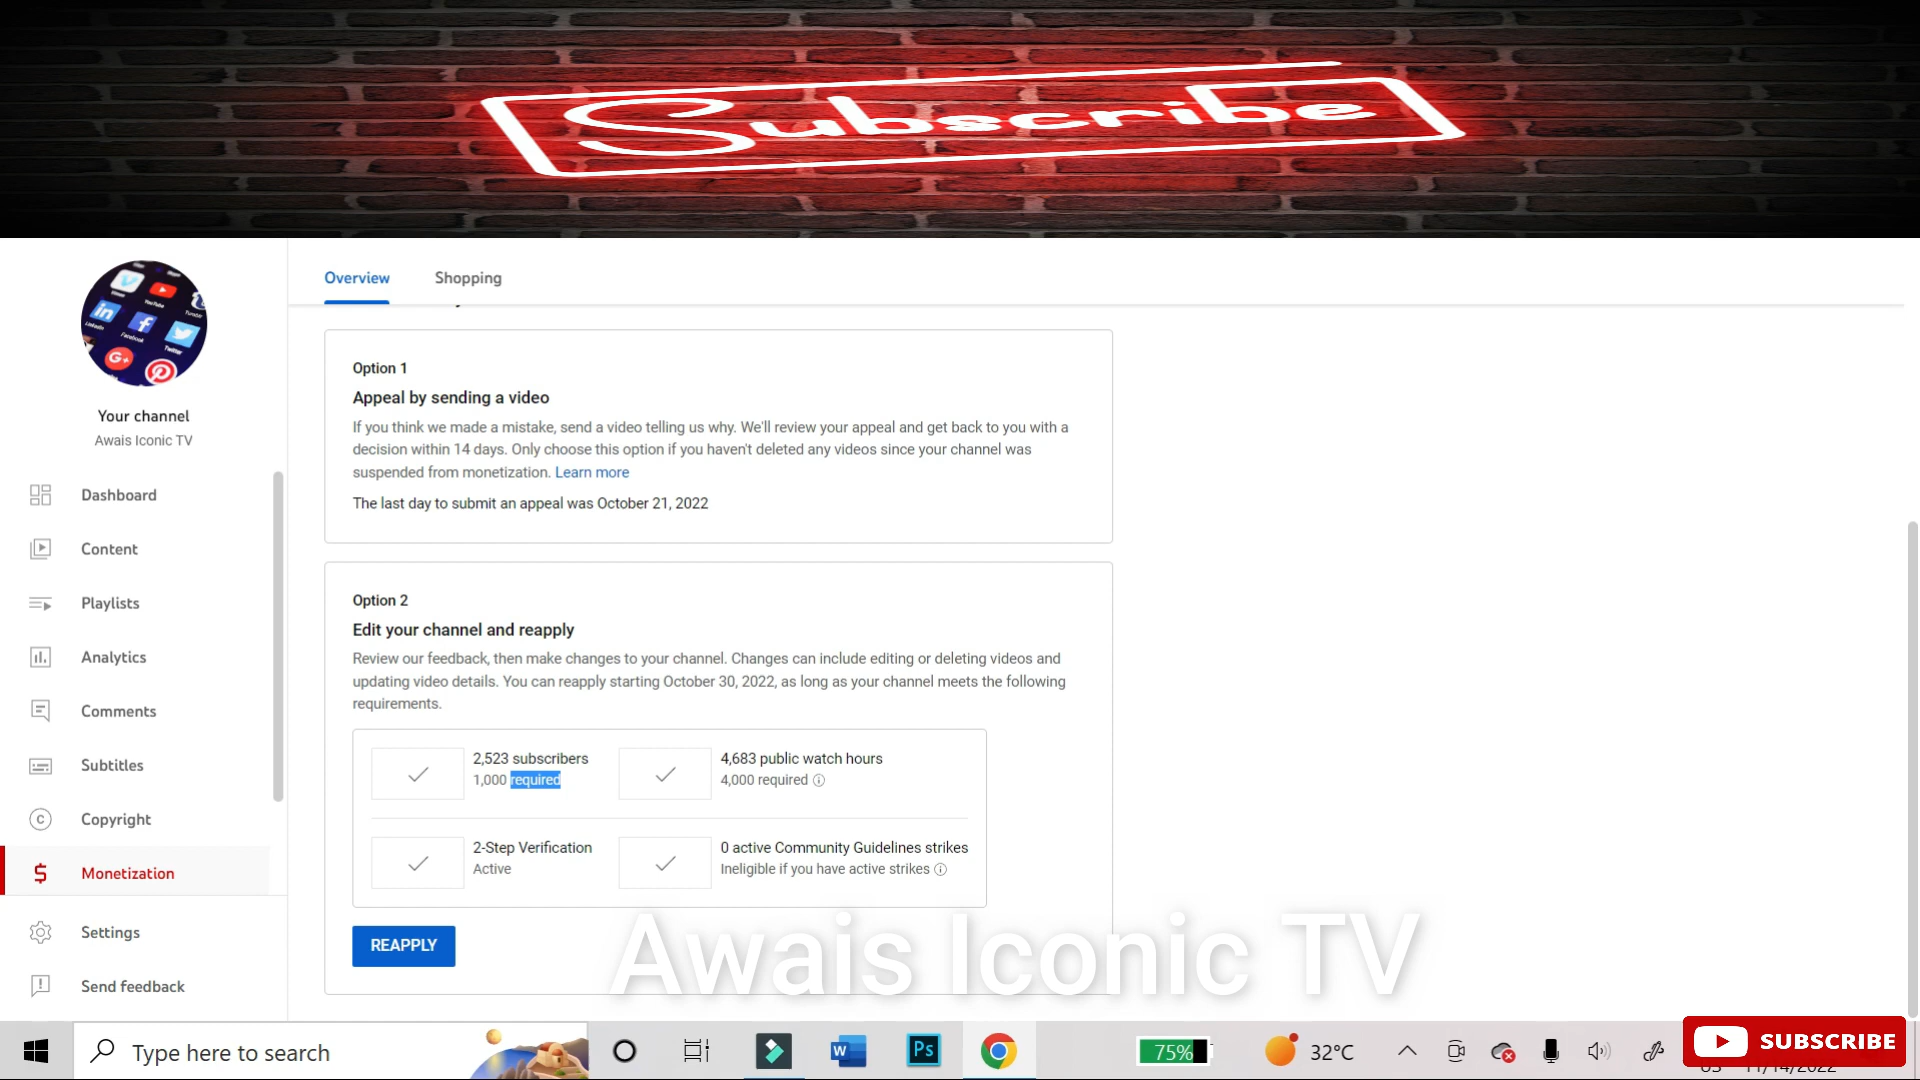 Subscribe
Overview
Shopping
Your channel
Awais Iconic TV
Option 1
Appeal by sending a video
If you think we made a mistake, send a video telling us why. We'll review your appeal and get back to you with a
decision within 14 days. Only choose this option if you haven't deleted any videos since your channel was
suspended from monetization. Learn more
The last day to submit an appeal was October 21, 2022
Dashboard
Content
Playlists
Analytics
Comments
Subtitles
Copyright
Monetization
Settings
Send feedback
Option 2
Edit your channel and reapply
Review our feedback, then make changes to your channel. Changes can include editing or deleting videos and
updating video details. You can reapply starting October 30, 2022, as long as your channel meets the following
requirements.
2,523 subscribers
1,000 required
4,683 public watch hours
4,000 required
2-Step Verification
Active
0 active Community Guidelines strikes
Ineligible if you have active strikes
REAPPLY
Awais Iconic TV
Type here to search
75%
32°C
SUBSCRIBE